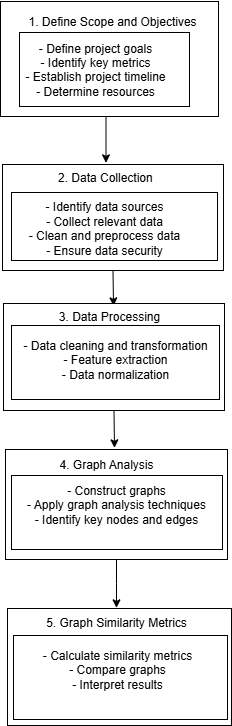 1. Define Scope and Objectives
- Define project goals
- Identify key metrics
- Establish project timeline
- Determine resources
2. Data Collection
- Identify data sources
- Collect relevant data
- Clean and preprocess data
- Ensure data security
3. Data Processing
- Data cleaning and transformation
- Feature extraction
- Data normalization
4. Graph Analysis
- Construct graphs
- Apply graph analysis techniques
- Identify key nodes and edges
5. Graph Similarity Metrics
- Calculate similarity metrics
- Compare graphs
- Interpret results